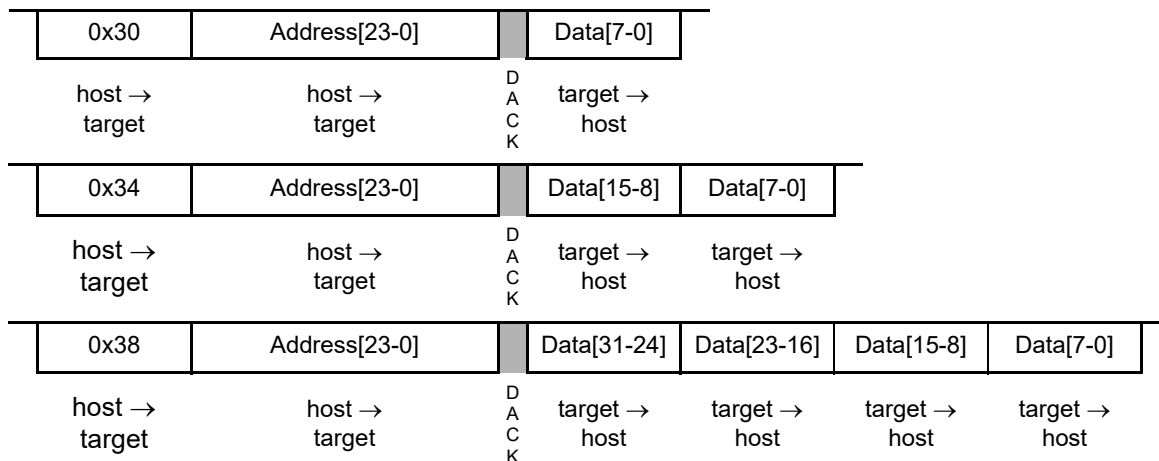 0x30 Address[23-0] Data[7-0]
host → host → D A C K target →
target target host
0x34 Address[23-0] Data[15-8] Data[7-0]
host → host → D A C K target → target →
target target host host
0x38 Address[23-0] Data[31-24] Data[23-16] Data[15-8] Data[7-0]
host → host → D A C K target → target → target → target →
target target host host host host